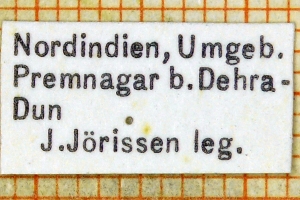 Nordindien, Umgeb.
Premnagar b. Dehra-
Dun
J. Jörissen leg.